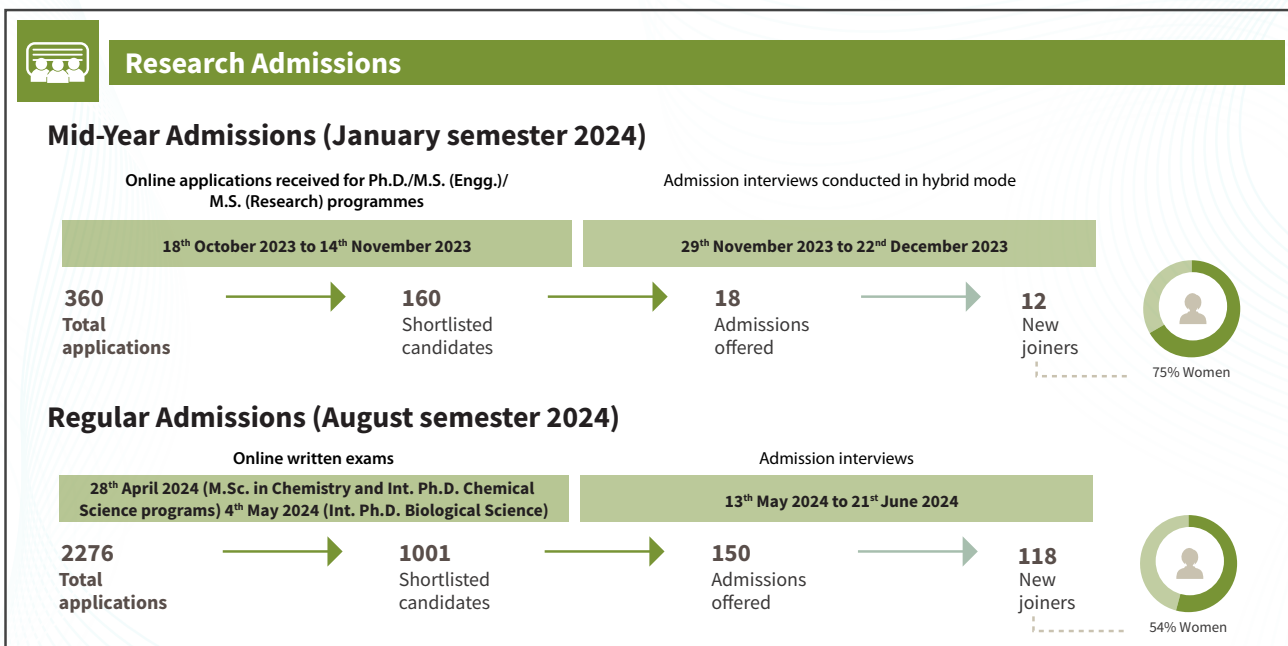 Research Admissions
Mid-Year Admissions (January semester 2024)
Online applications received for Ph.D./M.S. (Engg.)/
M.S. (Research) programmes
Admission interviews conducted in hybrid mode
18th October 2023 to 14th November 2023
29th November 2023 to 22nd December 2023
360
Total
applications
160
Shortlisted
candidates
18
Admissions
offered
12
New
joiners
75% Women
Regular Admissions (August semester 2024)
Online written exams
Admission interviews
28th April 2024 (M.Sc. in Chemistry and Int. Ph.D. Chemical
Science programs) 4th May 2024 (Int. Ph.D. Biological Science)
13th May 2024 to 21st June 2024
2276
Total
applications
1001
Shortlisted
candidates
150
Admissions
offered
118
New
joiners
54% Women